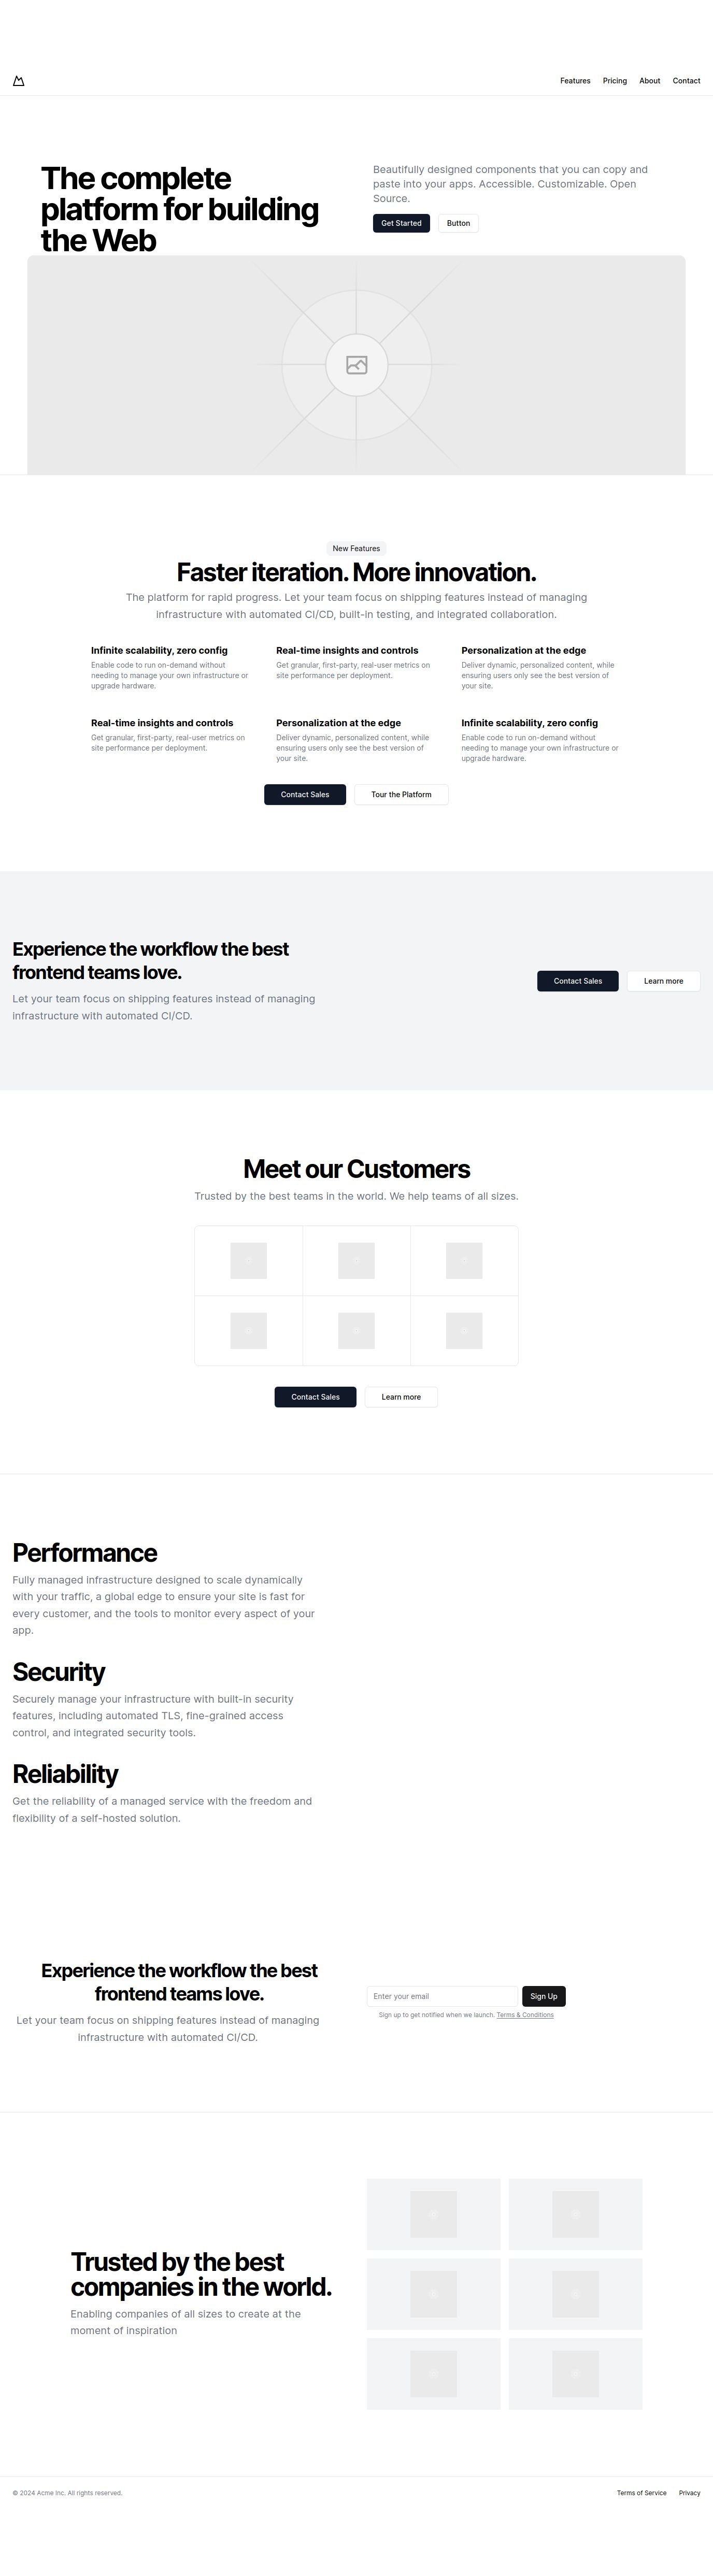 Features Pricing About Contact
The complete
platform for building
the Web
Beautifully designed components that you can copy and
paste into your apps. Accessible. Customizable. Open
Source.
Get Started Button
New Features
Faster iteration. More innovation.
The platform for rapid progress. Let your team focus on shipping features instead of managing
infrastructure with automated CI/CD, built-in testing, and integrated collaboration.
Infinite scalability, zero config
Enable code to run on-demand without
needing to manage your own infrastructure or
upgrade hardware.
Real-time insights and controls
Get granular, first-party, real-user metrics on
site performance per deployment.
Personalization at the edge
Deliver dynamic, personalized content, while
ensuring users only see the best version of
your site.
Real-time insights and controls
Get granular, first-party, real-user metrics on
site performance per deployment.
Personalization at the edge
Deliver dynamic, personalized content, while
ensuring users only see the best version of
your site.
Infinite scalability, zero config
Enable code to run on-demand without
needing to manage your own infrastructure or
upgrade hardware.
Contact Sales Tour the Platform
Experience the workflow the best
frontend teams love.
Let your team focus on shipping features instead of managing
infrastructure with automated CI/CD.
Contact Sales Learn more
Meet our Customers
Trusted by the best teams in the world. We help teams of all sizes.
Contact Sales Learn more
Performance
Fully managed infrastructure designed to scale dynamically
with your traffic, a global edge to ensure your site is fast for
every customer, and the tools to monitor every aspect of your
app.
Security
Securely manage your infrastructure with built-in security
features, including automated TLS, fine-grained access
control, and integrated security tools.
Reliability
Get the reliability of a managed service with the freedom and
flexibility of a self-hosted solution.
Experience the workflow the best
frontend teams love.
Let your team focus on shipping features instead of managing
infrastructure with automated CI/CD.
Enter your email Sign Up
Sign up to get notified when we launch. Terms & Conditions
Trusted by the best
companies in the world.
Enabling companies of all sizes to create at the
moment of inspiration
© 2024 Acme Inc. All rights reserved.
Terms of Service Privacy